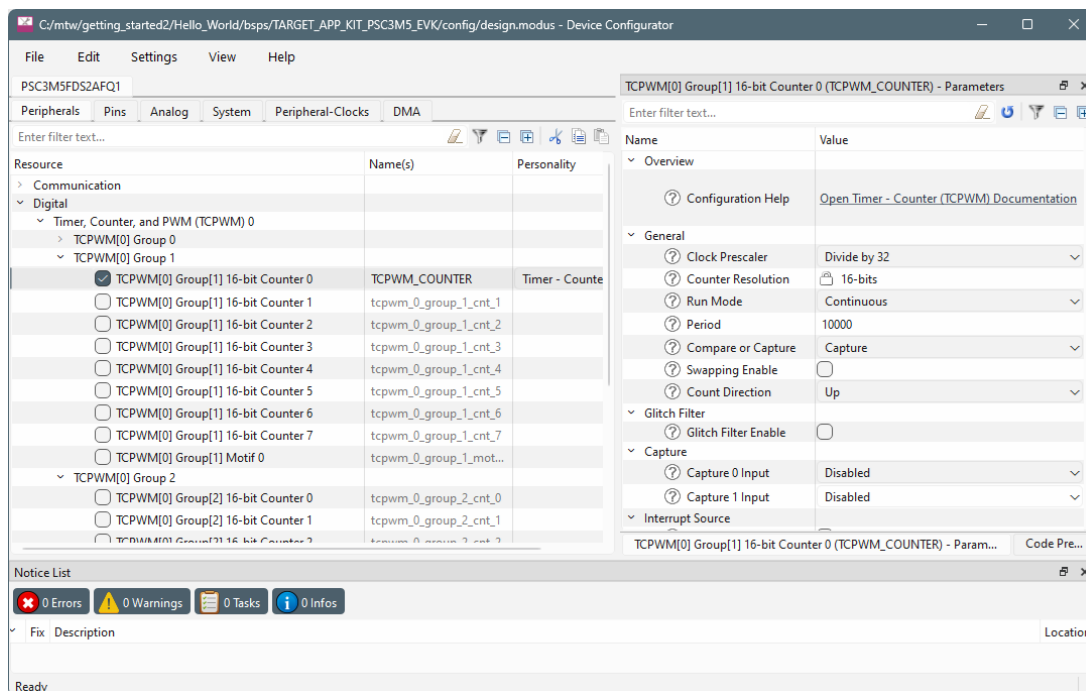 C:/mtw/getting_started2/Hello_World/bsps/TARGET_APP_KIT_PSC3M5_EVK/config/design.modus - Device Configurator
File Edit Settings View Help
PSC3M5FDS2AFQ1
Peripherals Pins Analog System Peripheral-Clocks DMA
Enter filter text...
Resource Name(s) Personality
Communication
Digital
Timer, Counter, and PWM (TCPWM) 0
TCPWM[0] Group 0
TCPWM[0] Group 1
TCPWM[0] Group[1] 16-bit Counter 0 TCPWM_COUNTER Timer - Counte
TCPWM[0] Group[1] 16-bit Counter 1 tcpwm_0_group_1_cnt_1
TCPWM[0] Group[1] 16-bit Counter 2 tcpwm_0_group_1_cnt_2
TCPWM[0] Group[1] 16-bit Counter 3 tcpwm_0_group_1_cnt_3
TCPWM[0] Group[1] 16-bit Counter 4 tcpwm_0_group_1_cnt_4
TCPWM[0] Group[1] 16-bit Counter 5 tcpwm_0_group_1_cnt_5
TCPWM[0] Group[1] 16-bit Counter 6 tcpwm_0_group_1_cnt_6
TCPWM[0] Group[1] 16-bit Counter 7 tcpwm_0_group_1_cnt_7
TCPWM[0] Group[1] Motif 0 tcpwm_0_group_1_mot...
TCPWM[0] Group 2
TCPWM[0] Group[2] 16-bit Counter 0 tcpwm_0_group_2_cnt_0
TCPWM[0] Group[2] 16-bit Counter 1 tcpwm_0_group_2_cnt_1
TCPWM[0] Group[2] 16-bit Counter 2 tcpwm_0_group_2_cnt_2
TCPWM[0] Group[1] 16-bit Counter 0 (TCPWM_COUNTER) - Parameters
Enter filter text...
Name Value
Overview
Configuration Help Open Timer - Counter (TCPWM) Documentation
General
Clock Prescaler Divide by 32
Counter Resolution 16-bits
Run Mode Continuous
Period 10000
Compare or Capture Capture
Swapping Enable
Count Direction Up
Glitch Filter
Glitch Filter Enable
Capture
Capture 0 Input Disabled
Capture 1 Input Disabled
Interrupt Source
TCPWM[0] Group[1] 16-bit Counter 0 (TCPWM_COUNTER) - Param... Code Pre...
Notice List
0 Errors 0 Warnings 0 Tasks 0 Infos
Fix Description Location
Ready